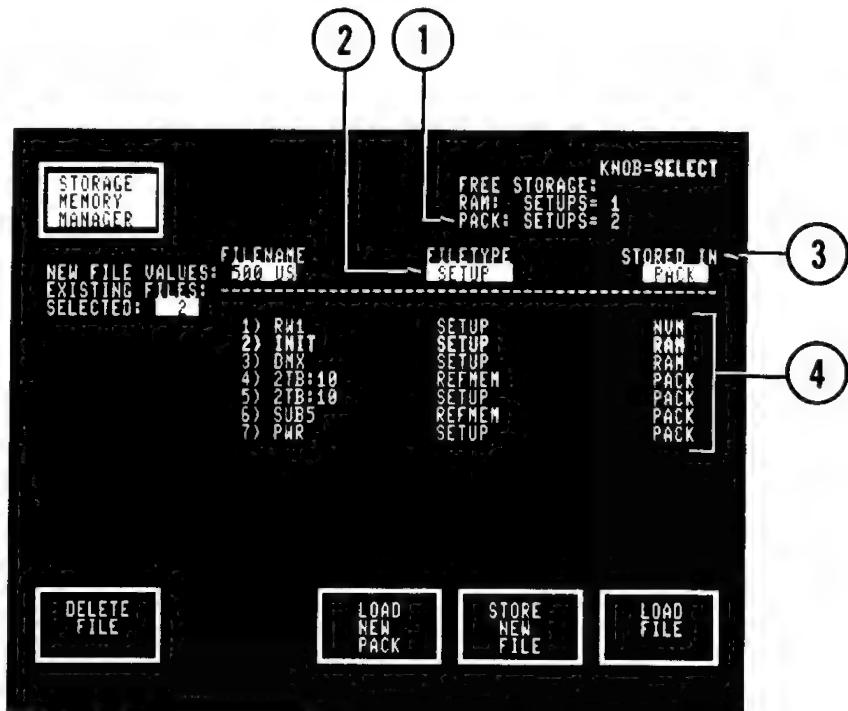 2 1
STORAGE
MEMORY
MANAGER
KNOB=SELECT
FREE STORAGE:
RAM: SETUPS= 1
PACK: SETUPS= 2
3
FILENAME FILETYPE STORED IN
NEW FILE VALUES: 500 US SETUP PACK
EXISTING FILES:
SELECTED: 2
1) RW1 SETUP NVM
2) INIT SETUP RAM
3) DMX SETUP RAM
4) 2TB:10 REFMEM PACK
5) 2TB:10 SETUP PACK
6) SUB5 REFMEM PACK
7) PWR SETUP PACK
4
DELETE
FILE
LOAD
NEW
PACK
STORE
NEW
FILE
LOAD
FILE